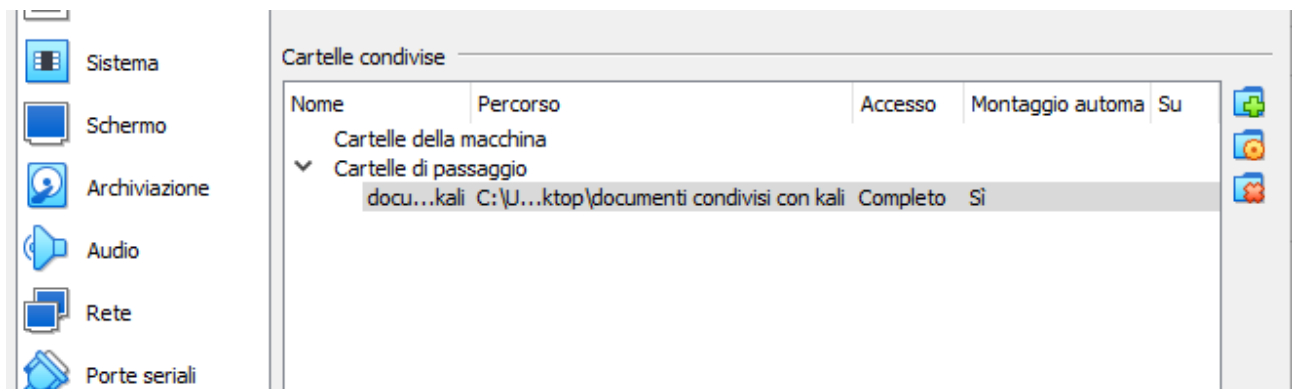 Sistema
Schermo
Archiviazione
Audio
Rete
Porte seriali
Cartelle condivise
Nome Percorso Accesso Montaggio automa Su
Cartelle della macchina
Cartelle di passaggio
docu...kali C:\U...ktop\documenti condivisi con kali Completo Sì